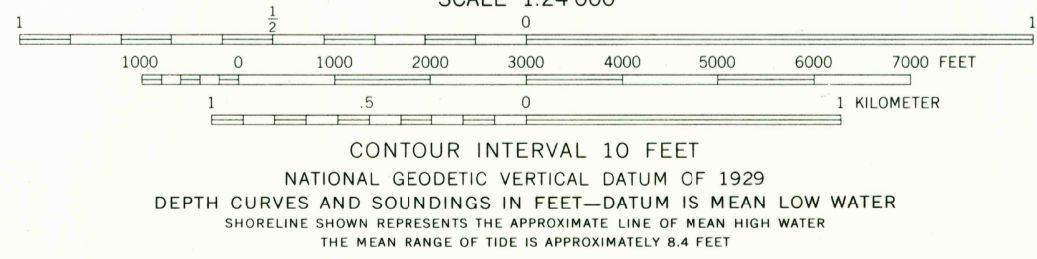 SCALE 1:24 000
1 1/2 0 1
1000 0 1000 2000 3000 4000 5000 6000 7000 FEET
1 .5 0 1 KILOMETER
CONTOUR INTERVAL 10 FEET
NATIONAL GEODETIC VERTICAL DATUM OF 1929
DEPTH CURVES AND SOUNDINGS IN FEET—DATUM IS MEAN LOW WATER
SHORELINE SHOWN REPRESENTS THE APPROXIMATE LINE OF MEAN HIGH WATER
THE MEAN RANGE OF TIDE IS APPROXIMATELY 8.4 FEET